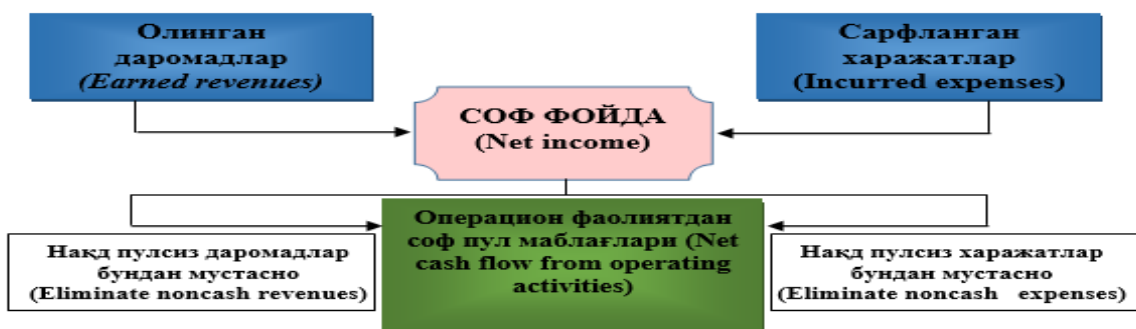 Олинган
даромадлар
(Earned revenues)
Сарфланган
харажатлар
(Incurred expenses)
СОФ ФОЙДА
(Net income)
Нақд пулсиз даромадлар
бундан мустасно
(Eliminate noncash revenues)
Операцион фаолиятдан
соф пул маблағлари (Net
cash flow from operating
activities)
Нақд пулсиз харажатлар
бундан мустасно
(Eliminate noncash expenses)